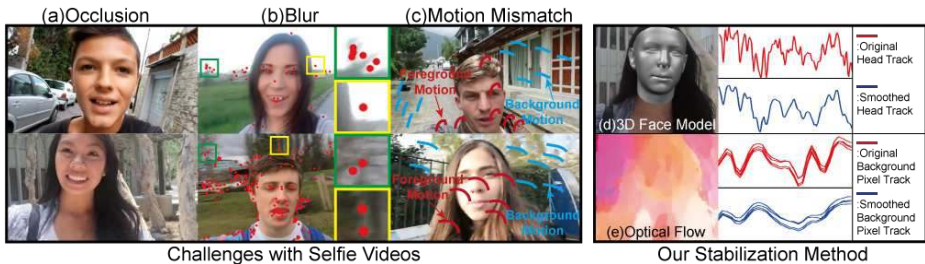 (a)Occlusion
(b)Blur
(c)Motion Mismatch
Foreground
Motion
Background
Motion
Foreground
Motion
Background
Motion
Challenges with Selfie Videos
(d)3D Face Model
:Original
Head Track
:Smoothed
Head Track
(e)Optical Flow
:Original
Background
Pixel Track
:Smoothed
Background
Pixel Track
Our Stabilization Method